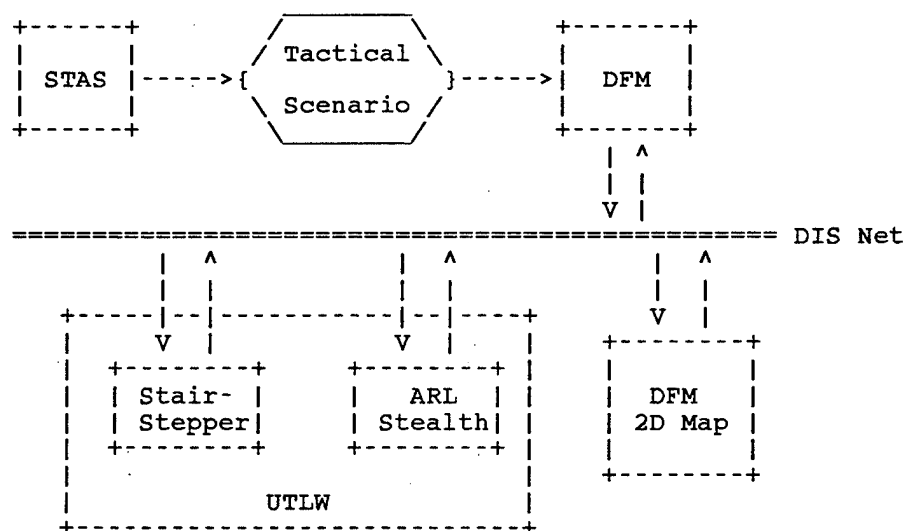 Tactical
STAS
DFM
Scenario
DIS Net
Stair-
Stepper
ARL
Stealth
DFM
2D Map
UTLW